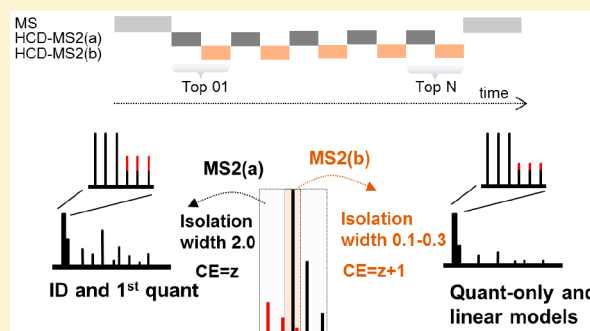 MS
HCD-MS2(a)
HCD-MS2(b)
Top 01
Top N
time
MS2(a)
MS2(b)
Isolation
width 2.0
CE=z
Isolation
width 0.1-0.3
CE=z+1
ID and 1st quant
Quant-only and
linear models